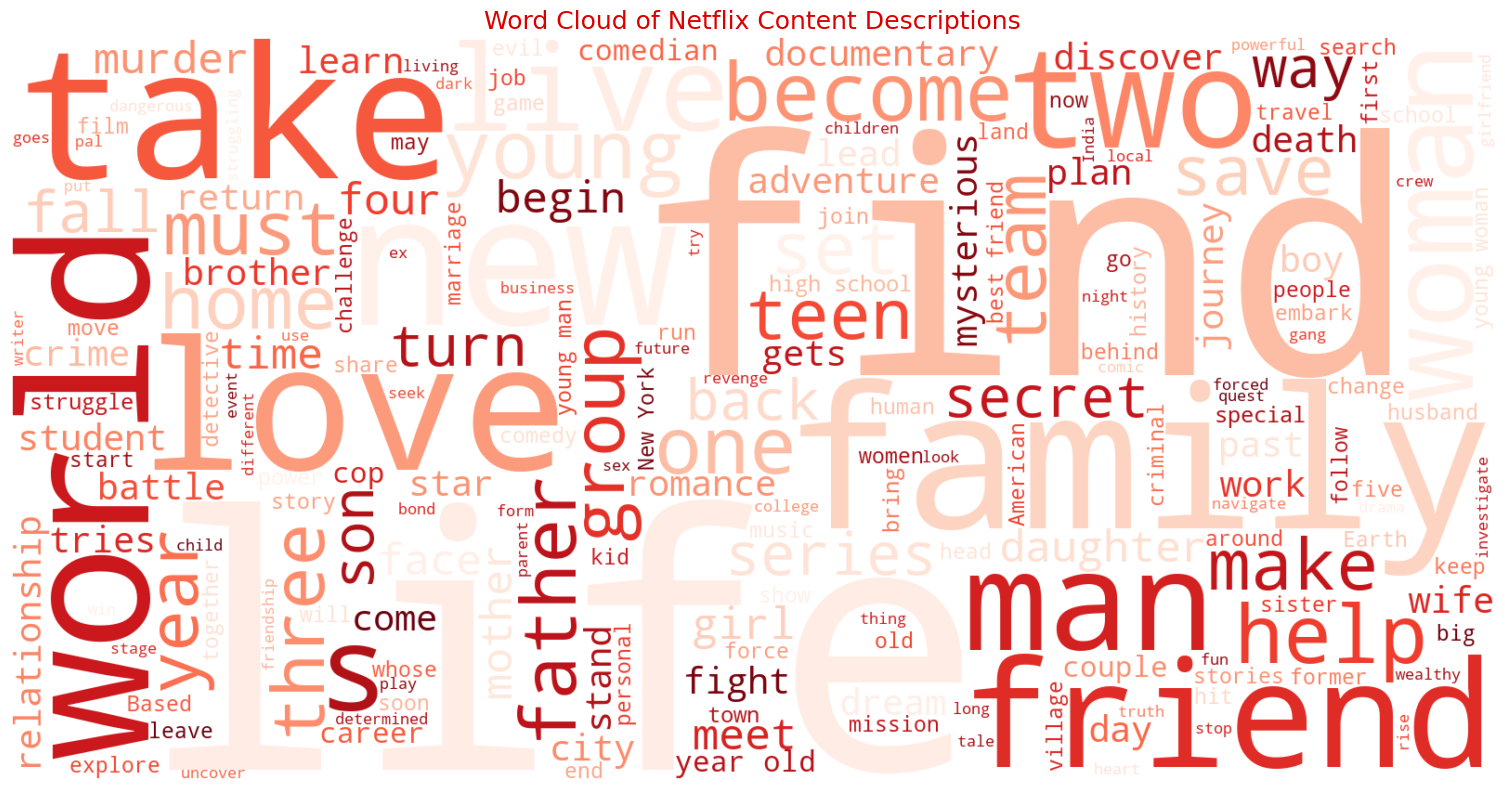 Word Cloud of Netflix Content Descriptions
take
murder
learn
living
live
evil
comedian
documentary
become
two
discover
powerful
search
way
woman
dark
job
game
dangerous
struggling
goes
film
pal
may
young
children
lead
land
now
India
local
travel
first
school
death
girlfriend
put
fall
return
four
begin
adventure
mysterious
plan
save
crew
must
challenge
ex
marriage
new
try
find
join
set
best friend
team
go
journey
boy
young woman
world
brother
home
business
high school
night
history
people
embark
gang
writer
move
crime
use
time
turn
young man
group
future
run
teen
gets
behind
comic
struggle
detective
event
share
love
seek
New York
revenge
back
human
secret
forced
quest
special
change
husband
student
start
different
comedy
sex
one
family
women
look
criminal
past
follow
battle
power
cop
star
romance
college
bring
American
work
navigate
five
drama
investigate
story
bond
form
relationship
tries
child
year
three
son
face
parent
father
kid
music
series
head
daughter
around
Earth
keep
together
win
will
come
mother
life
show
man
make
sister
wife
stage
friendship
s
whose
play
stand
personal
girl
force
thing
old
help
big
Based
soon
fight
dream
couple
fun
stories
former
wealthy
leave
determined
career
town
mission
long
friend
village
truth
hit
day
stop
rise
explore
uncover
city
end
meet
year old
tale
heart